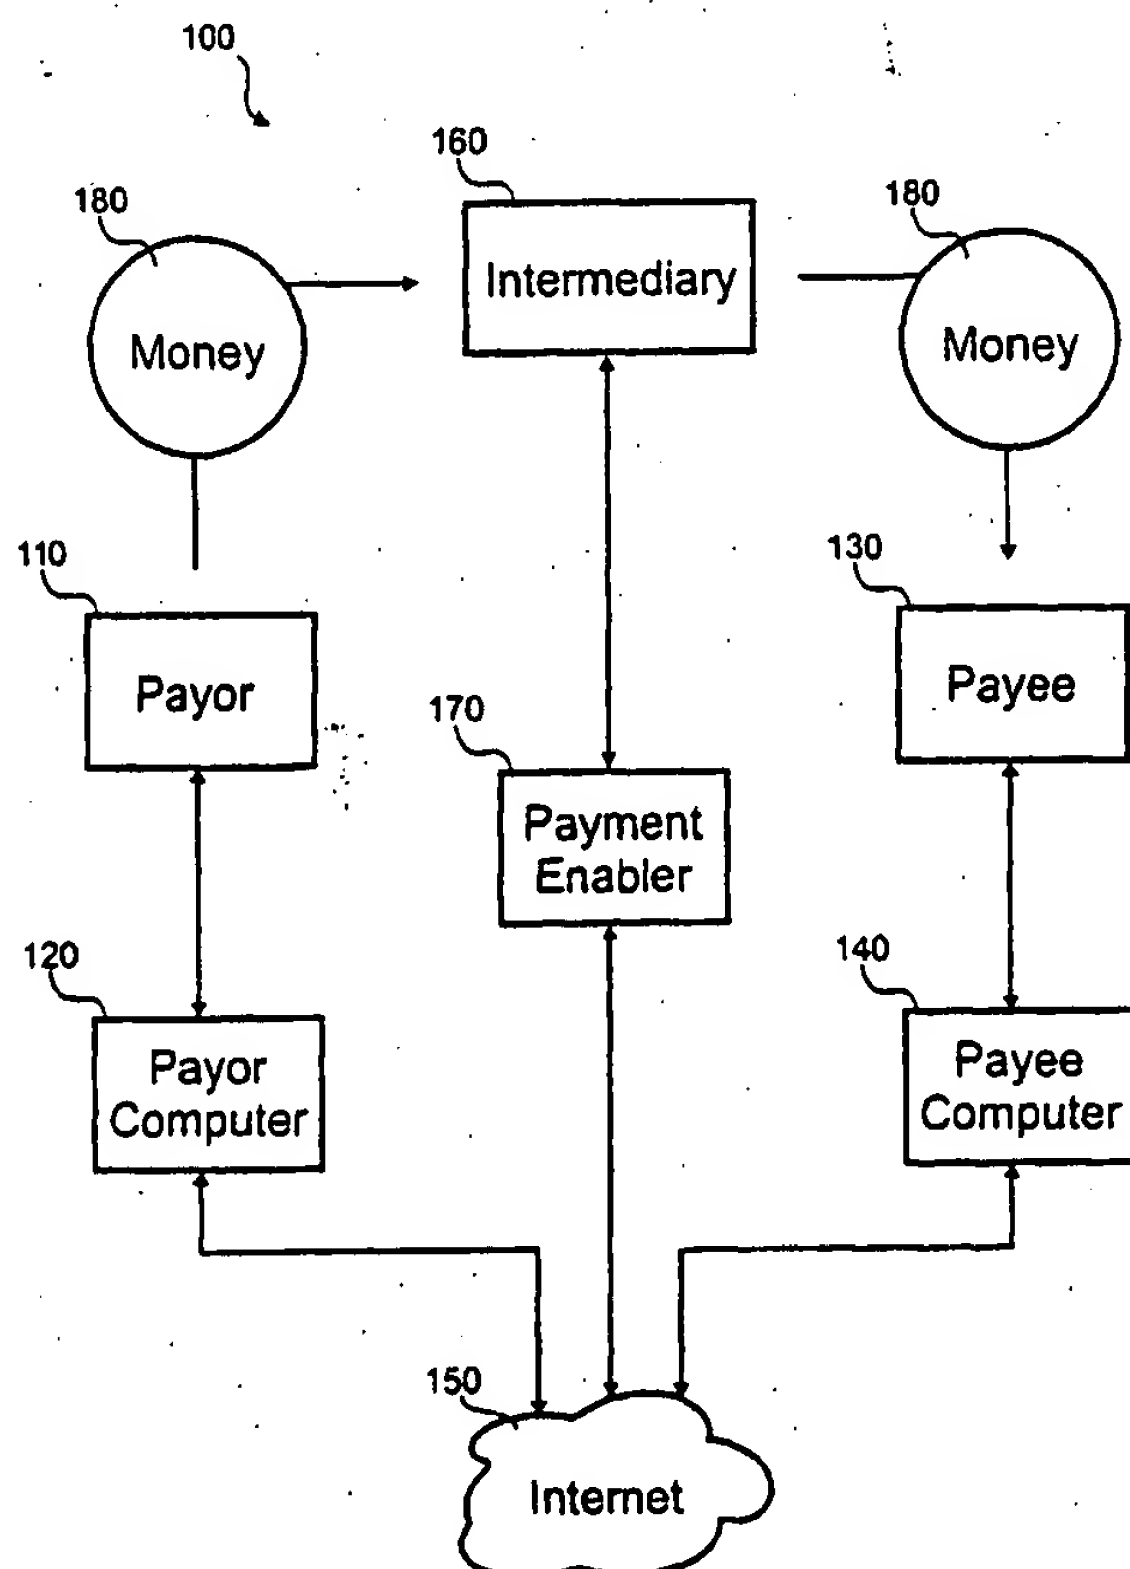 100
160
180
180
Intermediary
Money
Money
110
130
Payor
Payee
170
Payment
Enabler
120
140
Payor
Computer
Payee
Computer
150
Internet